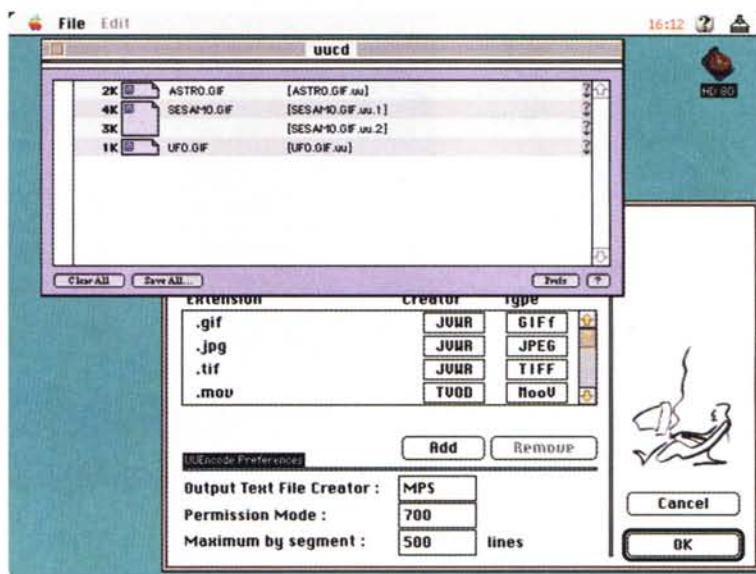 File Edit 16:12
uucd
HD 80
2K ASTRO.GIF [ASTRO.GIF.uu]
4K SESAMO.GIF [SESAMO.GIF.uu.1]
3K [SESAMO.GIF.uu.2]
1K UFO.GIF [UFO.GIF.uu]
Clear All Save All... Prefs ?
Extension Creator Type
.gif JVWR GIFf
.jpg JVWR JPEG
.tif JVWR TIFF
.mov TVOD MooV
Add Remove
UUEncode Preferences
Output Text File Creator : MPS
Permission Mode : 700
Maximum by segment : 500 lines
Cancel
OK